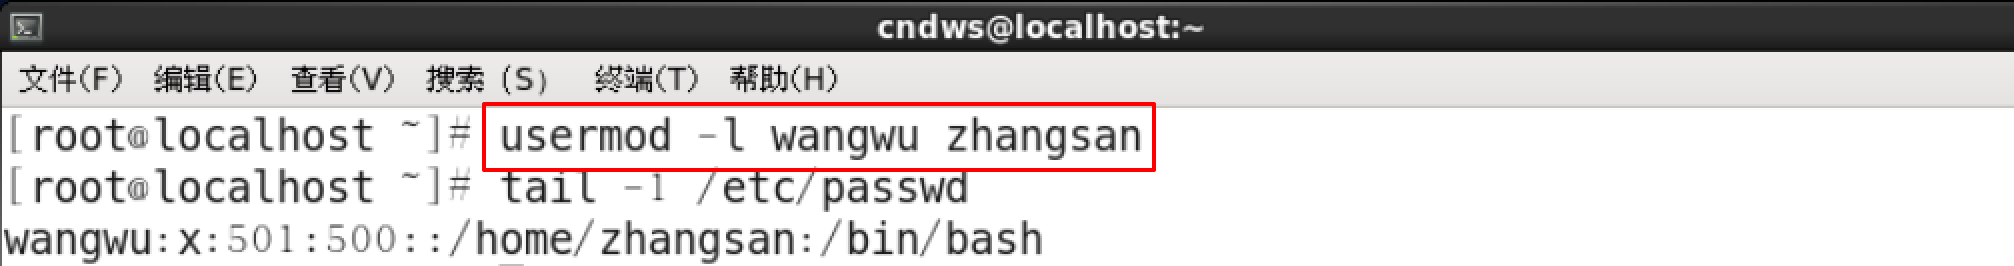 cndws@localhost:~
文件(F) 编辑(E) 查看(V) 搜索 (S) 终端(T) 帮助(H)
[root@localhost ~]# usermod -l wangwu zhangsan
[root@localhost ~]# tail -1 /etc/passwd
wangwu:x:501:500::/home/zhangsan:/bin/bash